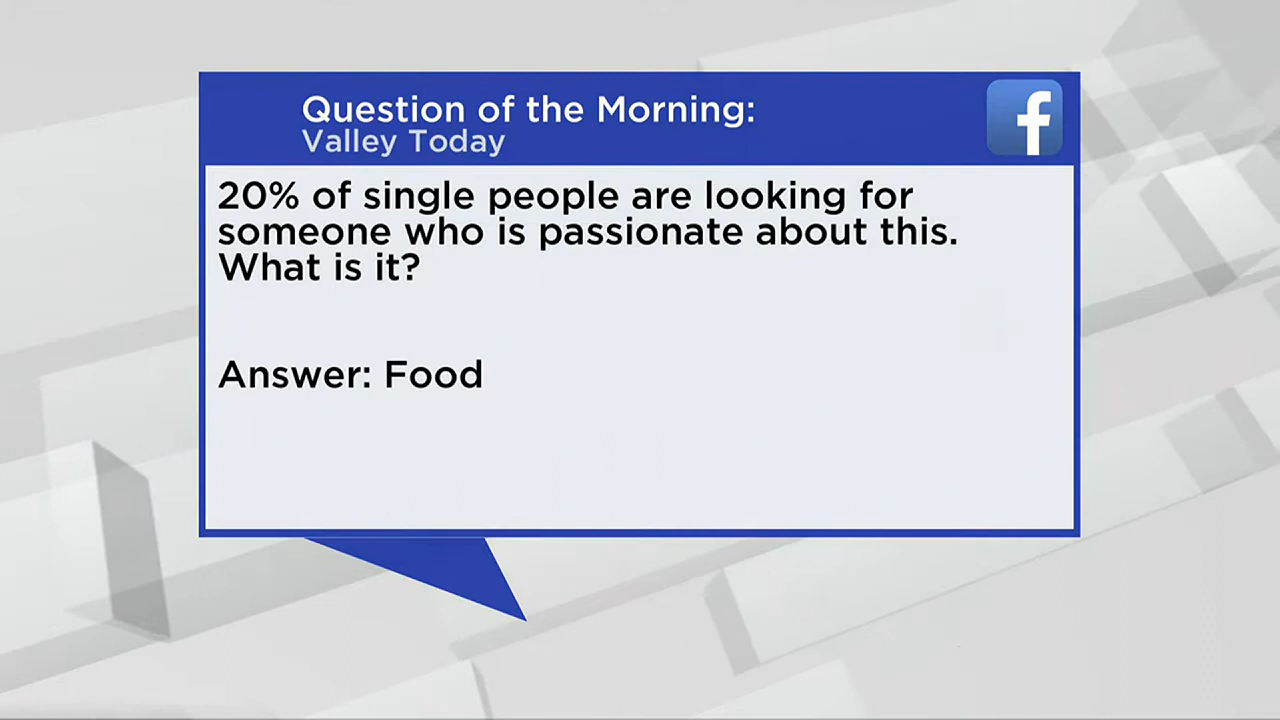 Question of the Morning:
Valley Today
f
20% of single people are looking for
someone who is passionate about this.
What is it?
Answer: Food